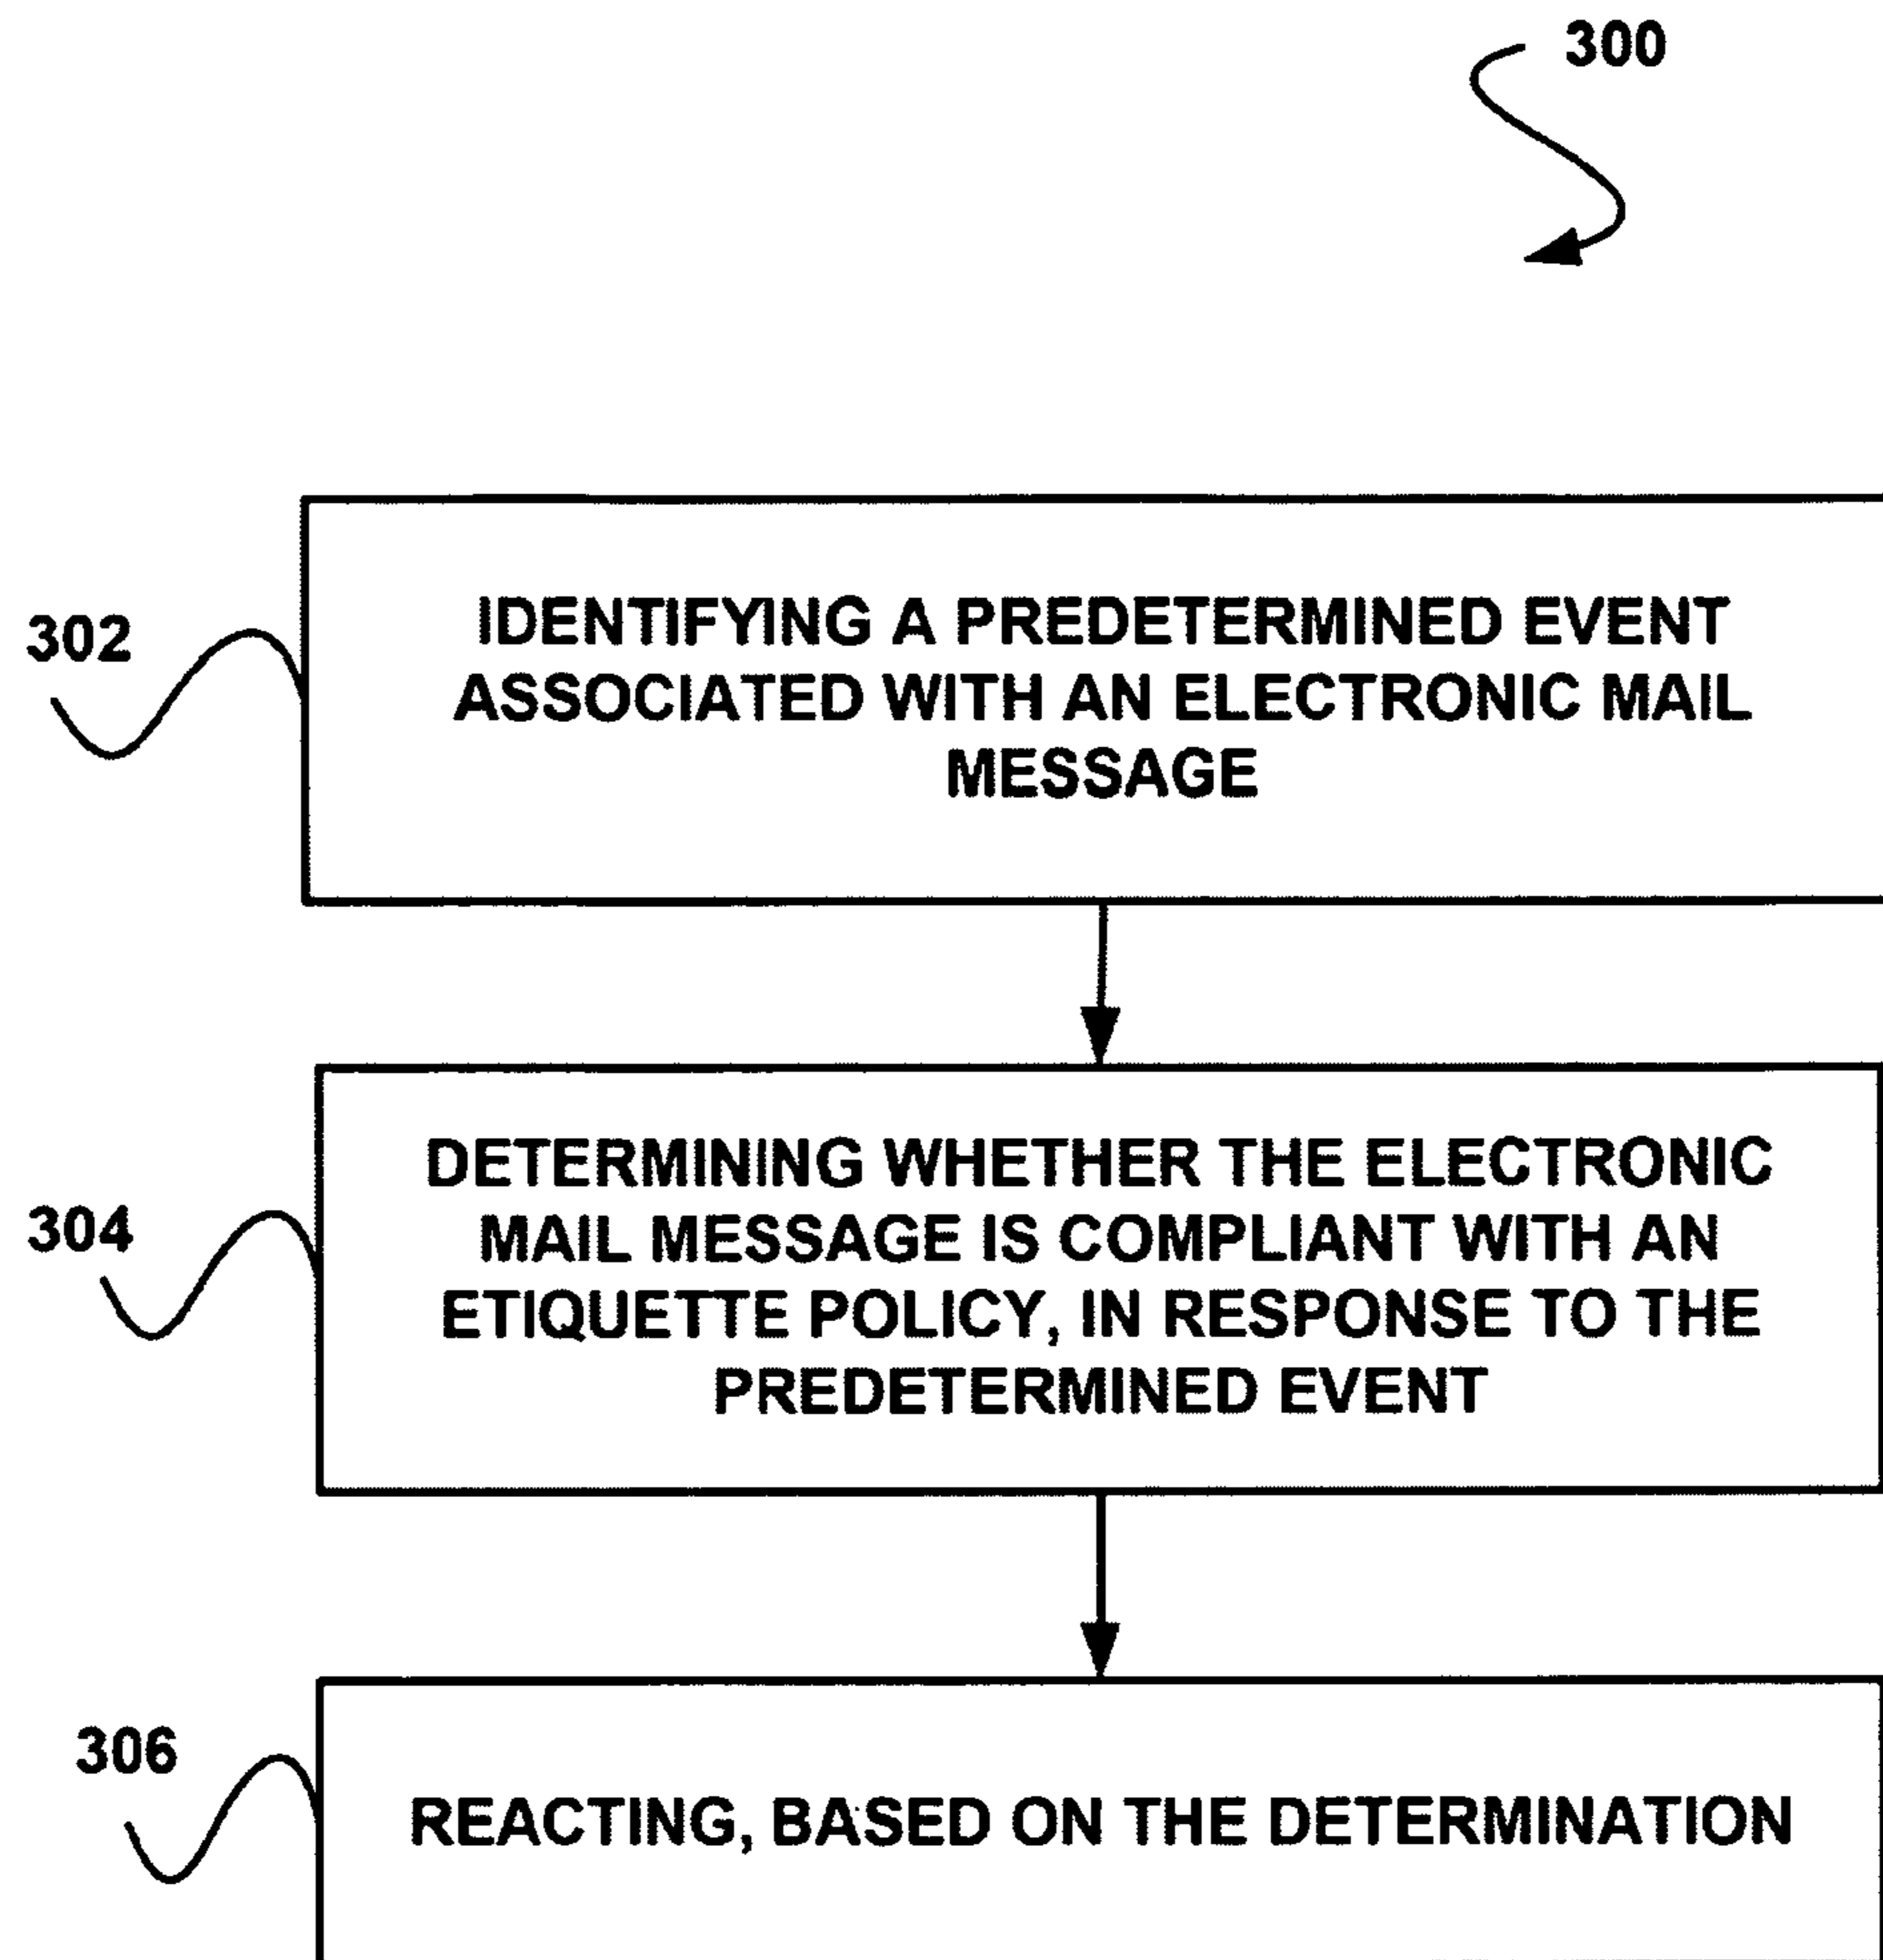 300
302
IDENTIFYING A PREDETERMINED EVENT
ASSOCIATED WITH AN ELECTRONIC MAIL
MESSAGE
304
DETERMINING WHETHER THE ELECTRONIC
MAIL MESSAGE IS COMPLIANT WITH AN
ETIQUETTE POLICY, IN RESPONSE TO THE
PREDETERMINED EVENT
306
REACTING, BASED ON THE DETERMINATION